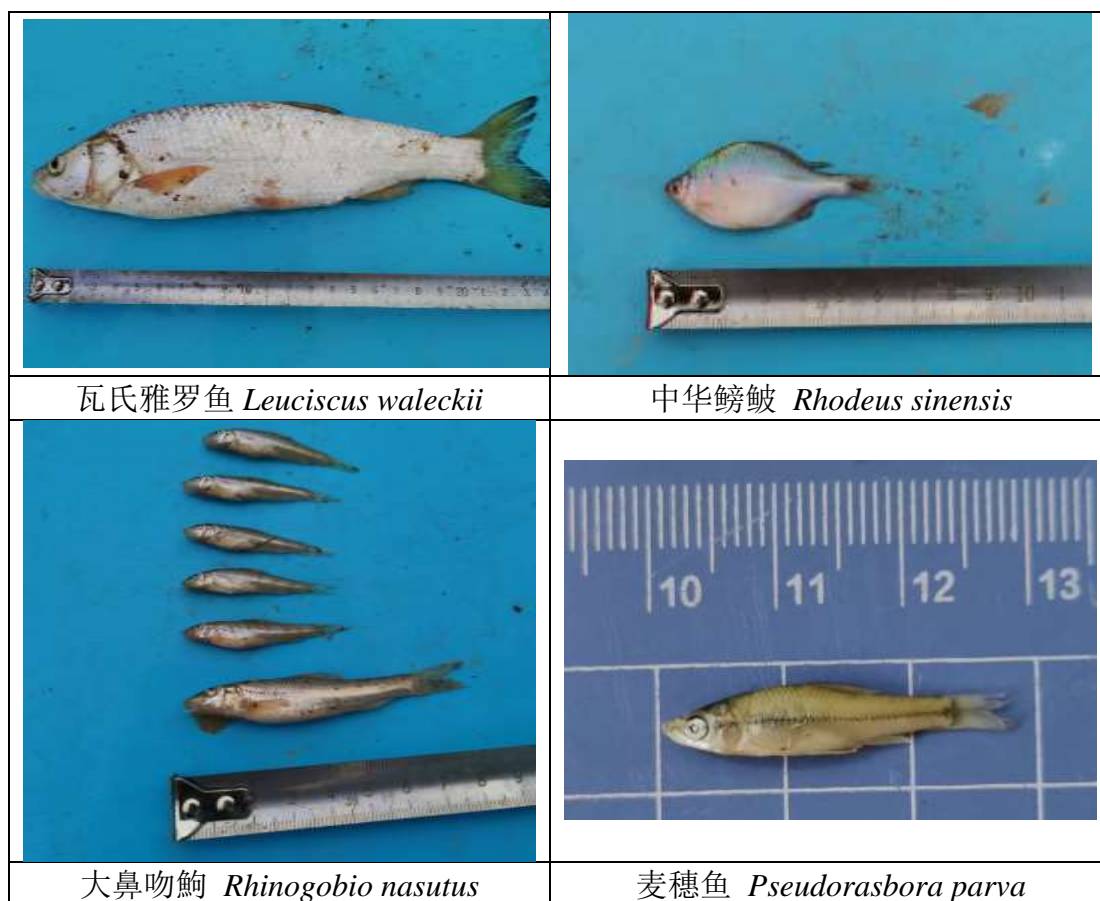 瓦氏雅罗鱼 Leuciscus waleckii
中华鳑鲏 Rhodeus sinensis
10 11 12 13
大鼻吻鮈 Rhinogobio nasutus
麦穗鱼 Pseudorasbora parva